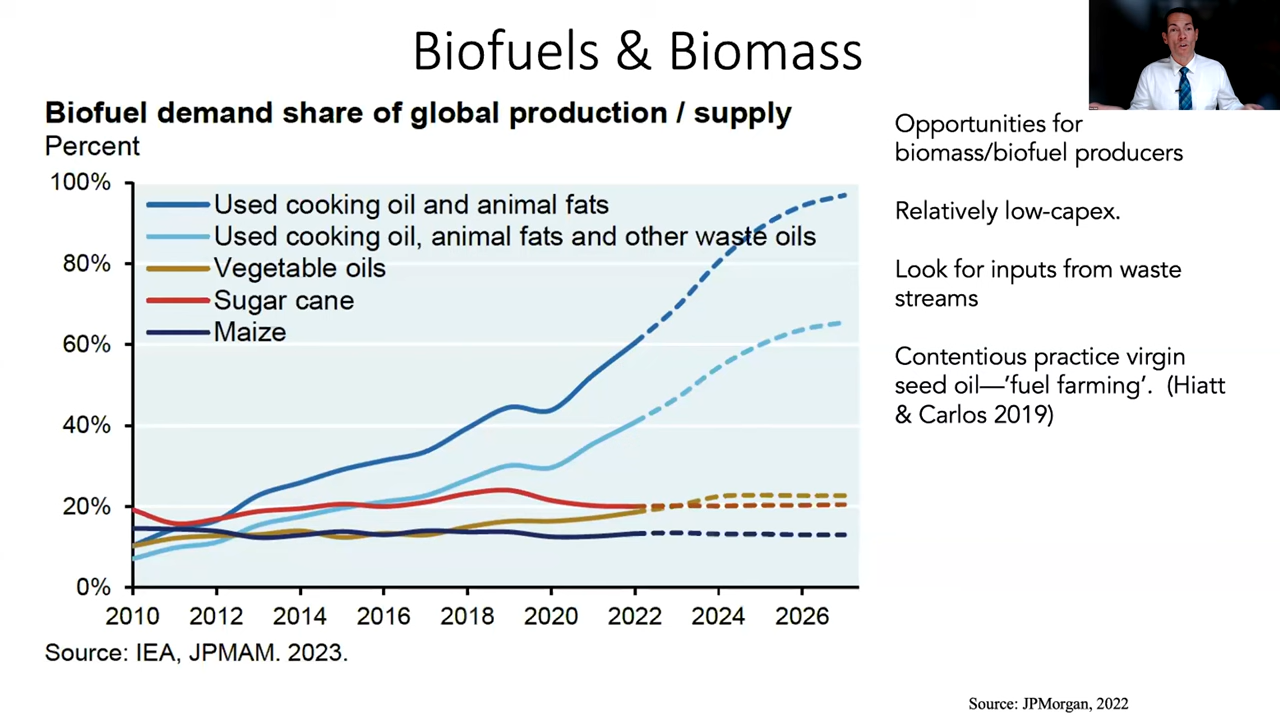 Biofuels & Biomass
Biofuel demand share of global production / supply
Percent
100%
80%
60%
40%
20%
0%
Used cooking oil and animal fats
Used cooking oil, animal fats and other waste oils
Vegetable oils
Sugar cane
Maize
2010 2012 2014 2016 2018 2020 2022 2024 2026
Source: IEA, JPMAM. 2023.
Opportunities for
biomass/biofuel producers
Relatively low-capex.
Look for inputs from waste
streams
Contentious practice virgin
seed oil—’fuel farming’. (Hiatt
& Carlos 2019)
Source: JPMorgan, 2022